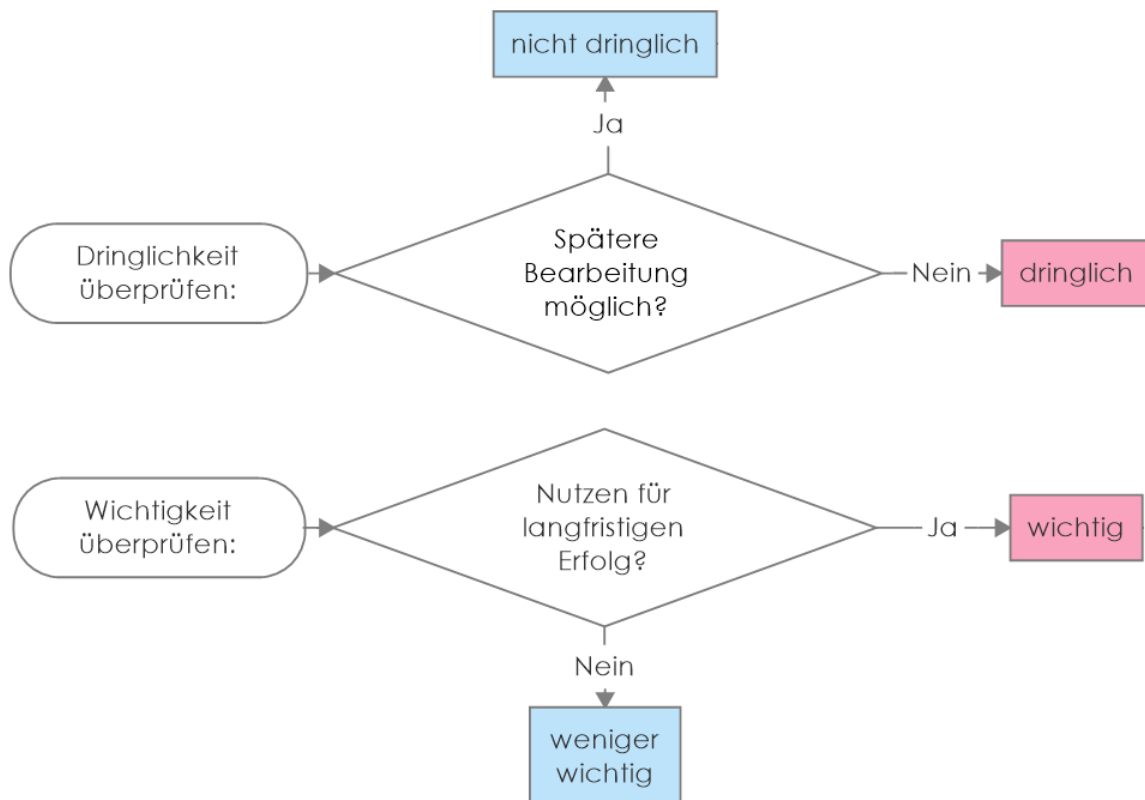 nicht dringlich
Ja
Dringlichkeit
überprüfen:
Spätere
Bearbeitung
möglich?
Nein
dringlich
Wichtigkeit
überprüfen:
Nutzen für
langfristigen
Erfolg?
Ja
wichtig
Nein
weniger
wichtig